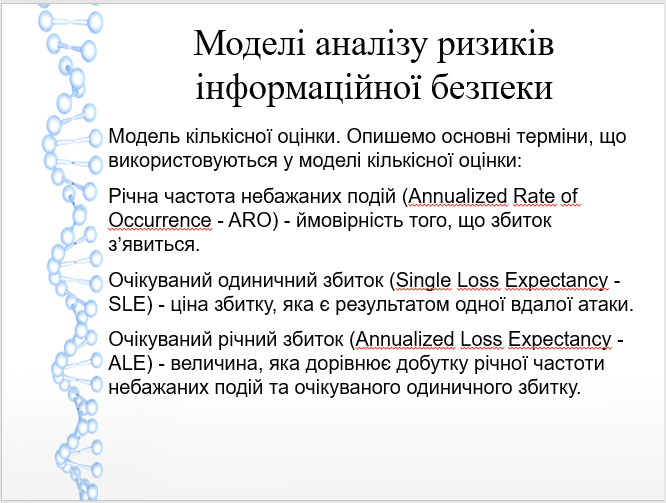 Моделі аналізу ризиків
інформаційної безпеки
Модель кількісної оцінки. Опишемо основні терміни, що
використовуються у моделі кількісної оцінки:
Річна частота небажаних подій (Annualized Rate of
Occurrence - ARO) - ймовірність того, що збиток
з’явиться.
Очікуваний одиничний збиток (Single Loss Expectancy -
SLE) - ціна збитку, яка є результатом одної вдалої атаки.
Очікуваний річний збиток (Annualized Loss Expectancy -
ALE) - величина, яка дорівнює добутку річної частоти
небажаних подій та очікуваного одиничного збитку.